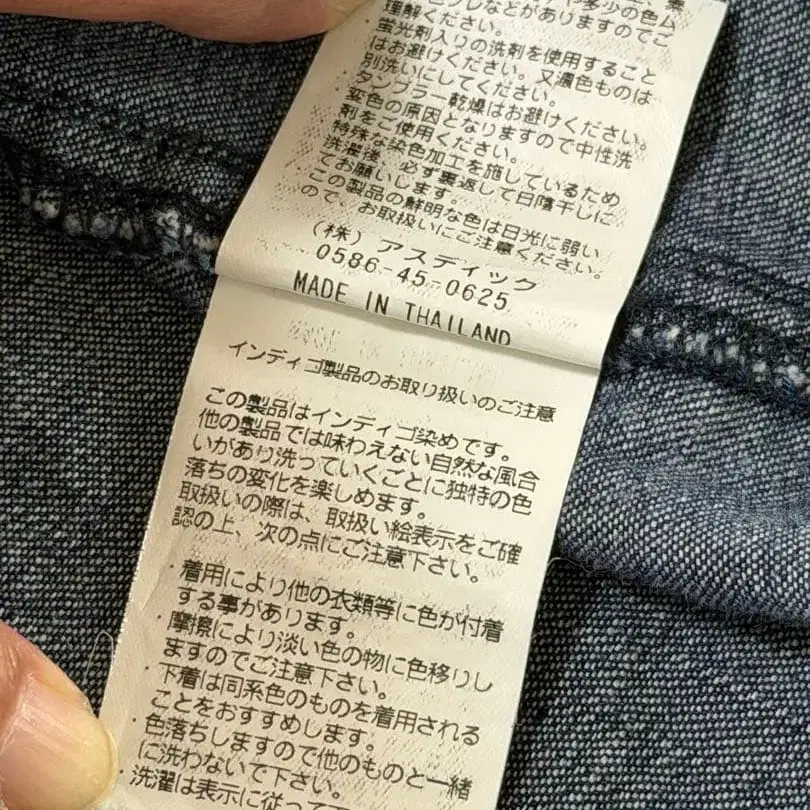 や多少の色ム
ラ、ピブレなどがありますのでご
理解ください。
・蛍光剤入りの洗剤を使用すること
はお避けください。又濃色ものは
別洗いにしてください。
・タンブラー乾燥はお避けください。
変色の原因となりますので中性洗
剤をご使用ください。
特殊な染色加工を施しているため
洗濯後、必ず裏返して日陰干しに
てお願いします。
・この製品の鮮明な色は日光に弱い
ので、お取扱いにご注意ください。
(株) アスティック
0586-45-0625
MADE IN THAILAND
インディゴ製品のお取り扱いのご注意
この製品はインディゴ染めです。
他の製品では味わえない自然な風合
いがあり洗っていくごとに独特の色
落ちの変化を楽しめます。
取扱いの際は、取扱い絵表示をご確
認の上、次の点にご注意下さい。
・着用により他の衣類等に色が付着
する事があります。
・摩擦により淡い色の物に色移りし
ますのでご注意下さい。
・下着は同系色のものを着用される
ことをおすすめします。
・色落ちしますので他のものと一緒
に洗わないで下さい。
・洗濯は表示に従って下